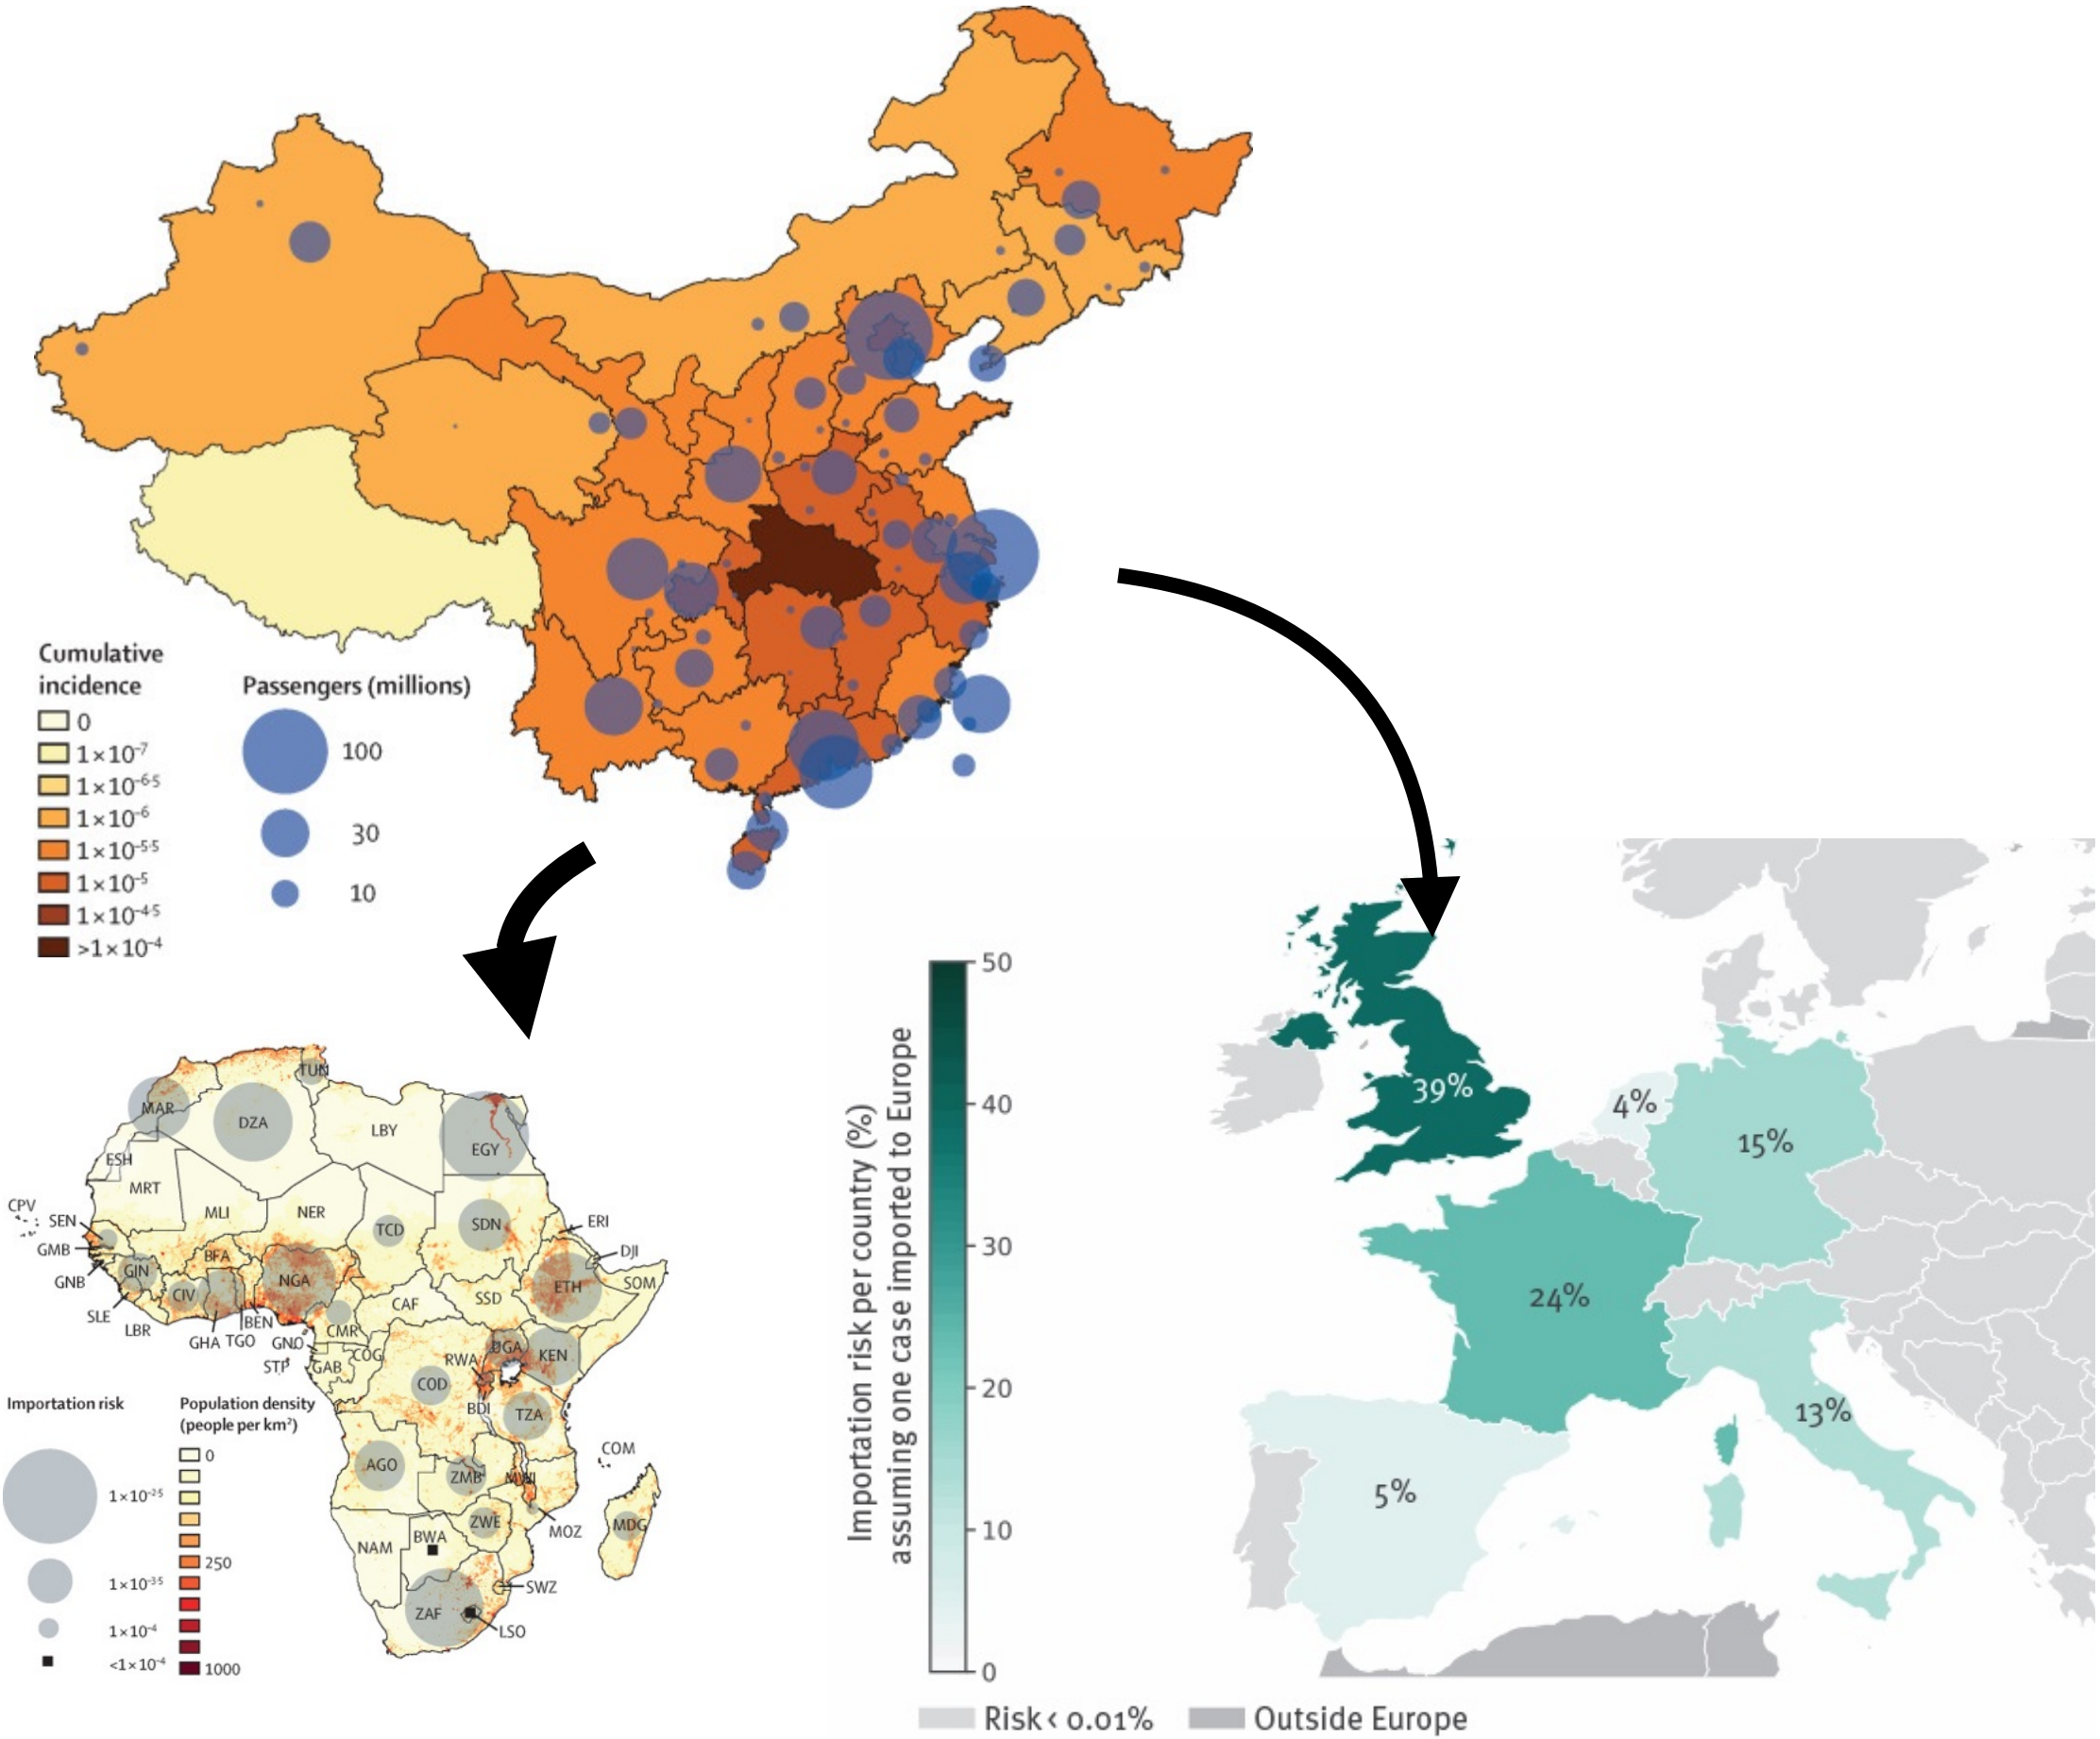 Cumulative
incidence
0
1×10⁻⁷
1×10⁻⁶·⁵
1×10⁻⁶
1×10⁻⁵·⁵
1×10⁻⁵
1×10⁻⁴·⁵
>1×10⁻⁴
Passengers (millions)
100
30
10
TUN
MAR
DZA
LBY
EGY
ESH
MRT
MLI
NER
TCD
SDN
ERI
CPV
SEN
GMB
GNB
GIN
BFA
NGA
DJI
ETH
SOM
SLE
LBR
CIV
GHA
TGO
BEN
GNQ
STP
CMR
CAF
SSD
GAB
COG
UGA
KEN
RWA
COD
BDI
TZA
AGO
ZMB
MWI
COM
ZWE
MOZ
MDG
NAM
BWA
SWZ
ZAF
LSO
Importation risk
1×10⁻²·⁵
1×10⁻³·⁵
1×10⁻⁴
<1×10⁻⁴
Population density
(people per km²)
0
250
1000
Importation risk per country (%)
assuming one case imported to Europe
50
40
30
20
10
0
39%
4%
15%
24%
13%
5%
Risk < 0.01%
Outside Europe